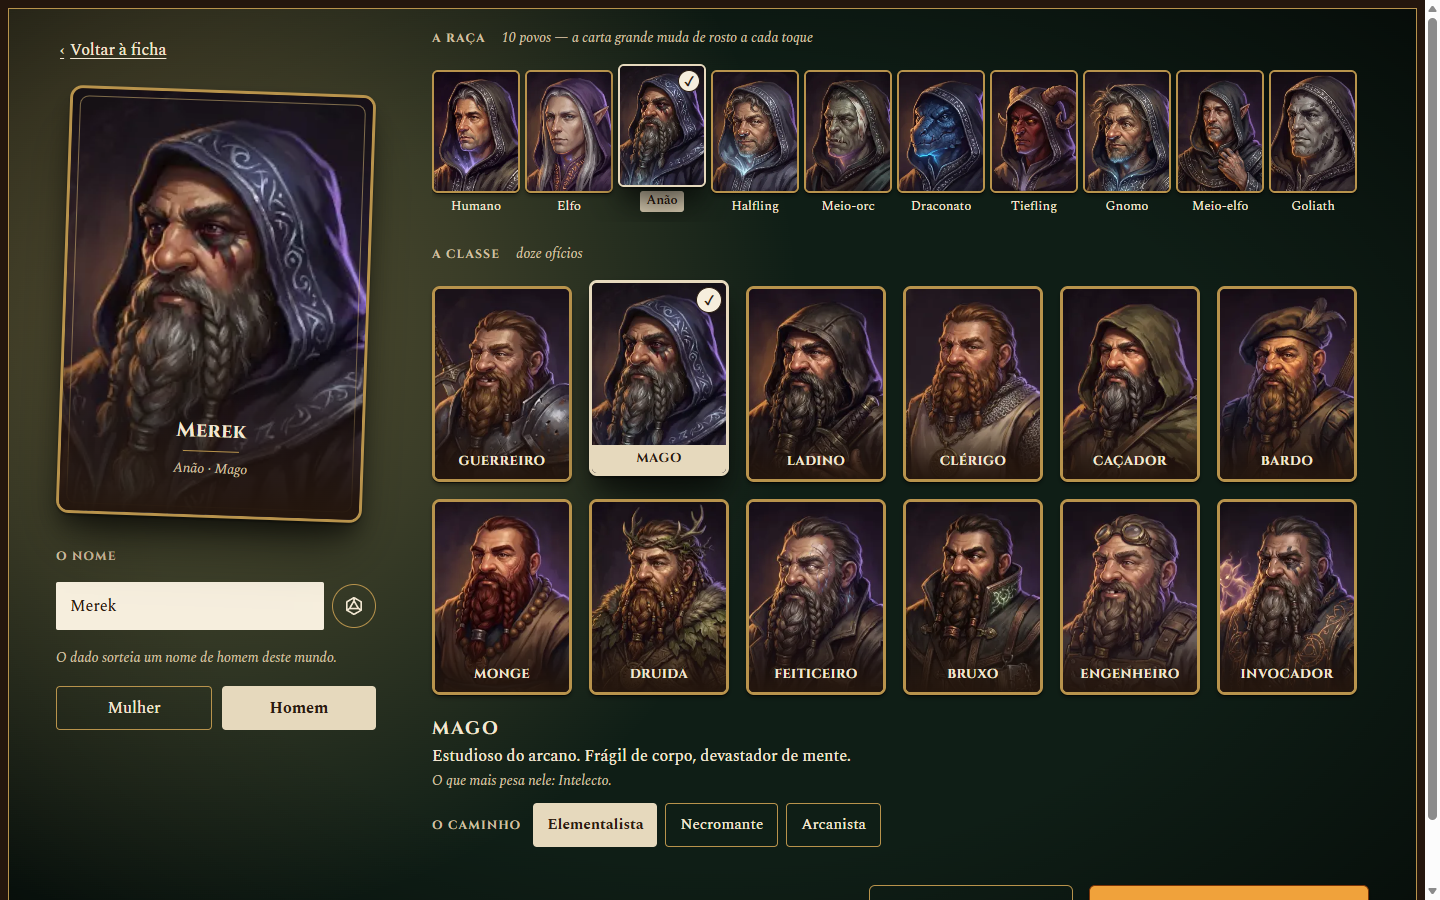 ‹ Voltar à ficha
Merek
Anão · Mago
O NOME
Merek
O dado sorteia um nome de homem deste mundo.
Mulher
Homem
A RAÇA 10 povos — a carta grande muda de rosto a cada toque
Humano
Elfo
Anão
Halfling
Meio-orc
Draconato
Tiefling
Gnomo
Meio-elfo
Goliath
A CLASSE doze ofícios
GUERREIRO
MAGO
LADINO
CLÉRIGO
CAÇADOR
BARDO
MONGE
DRUIDA
FEITICEIRO
BRUXO
ENGENHEIRO
INVOCADOR
MAGO
Estudioso do arcano. Frágil de corpo, devastador de mente.
O que mais pesa nele: Intelecto.
O CAMINHO
Elementalista
Necromante
Arcanista